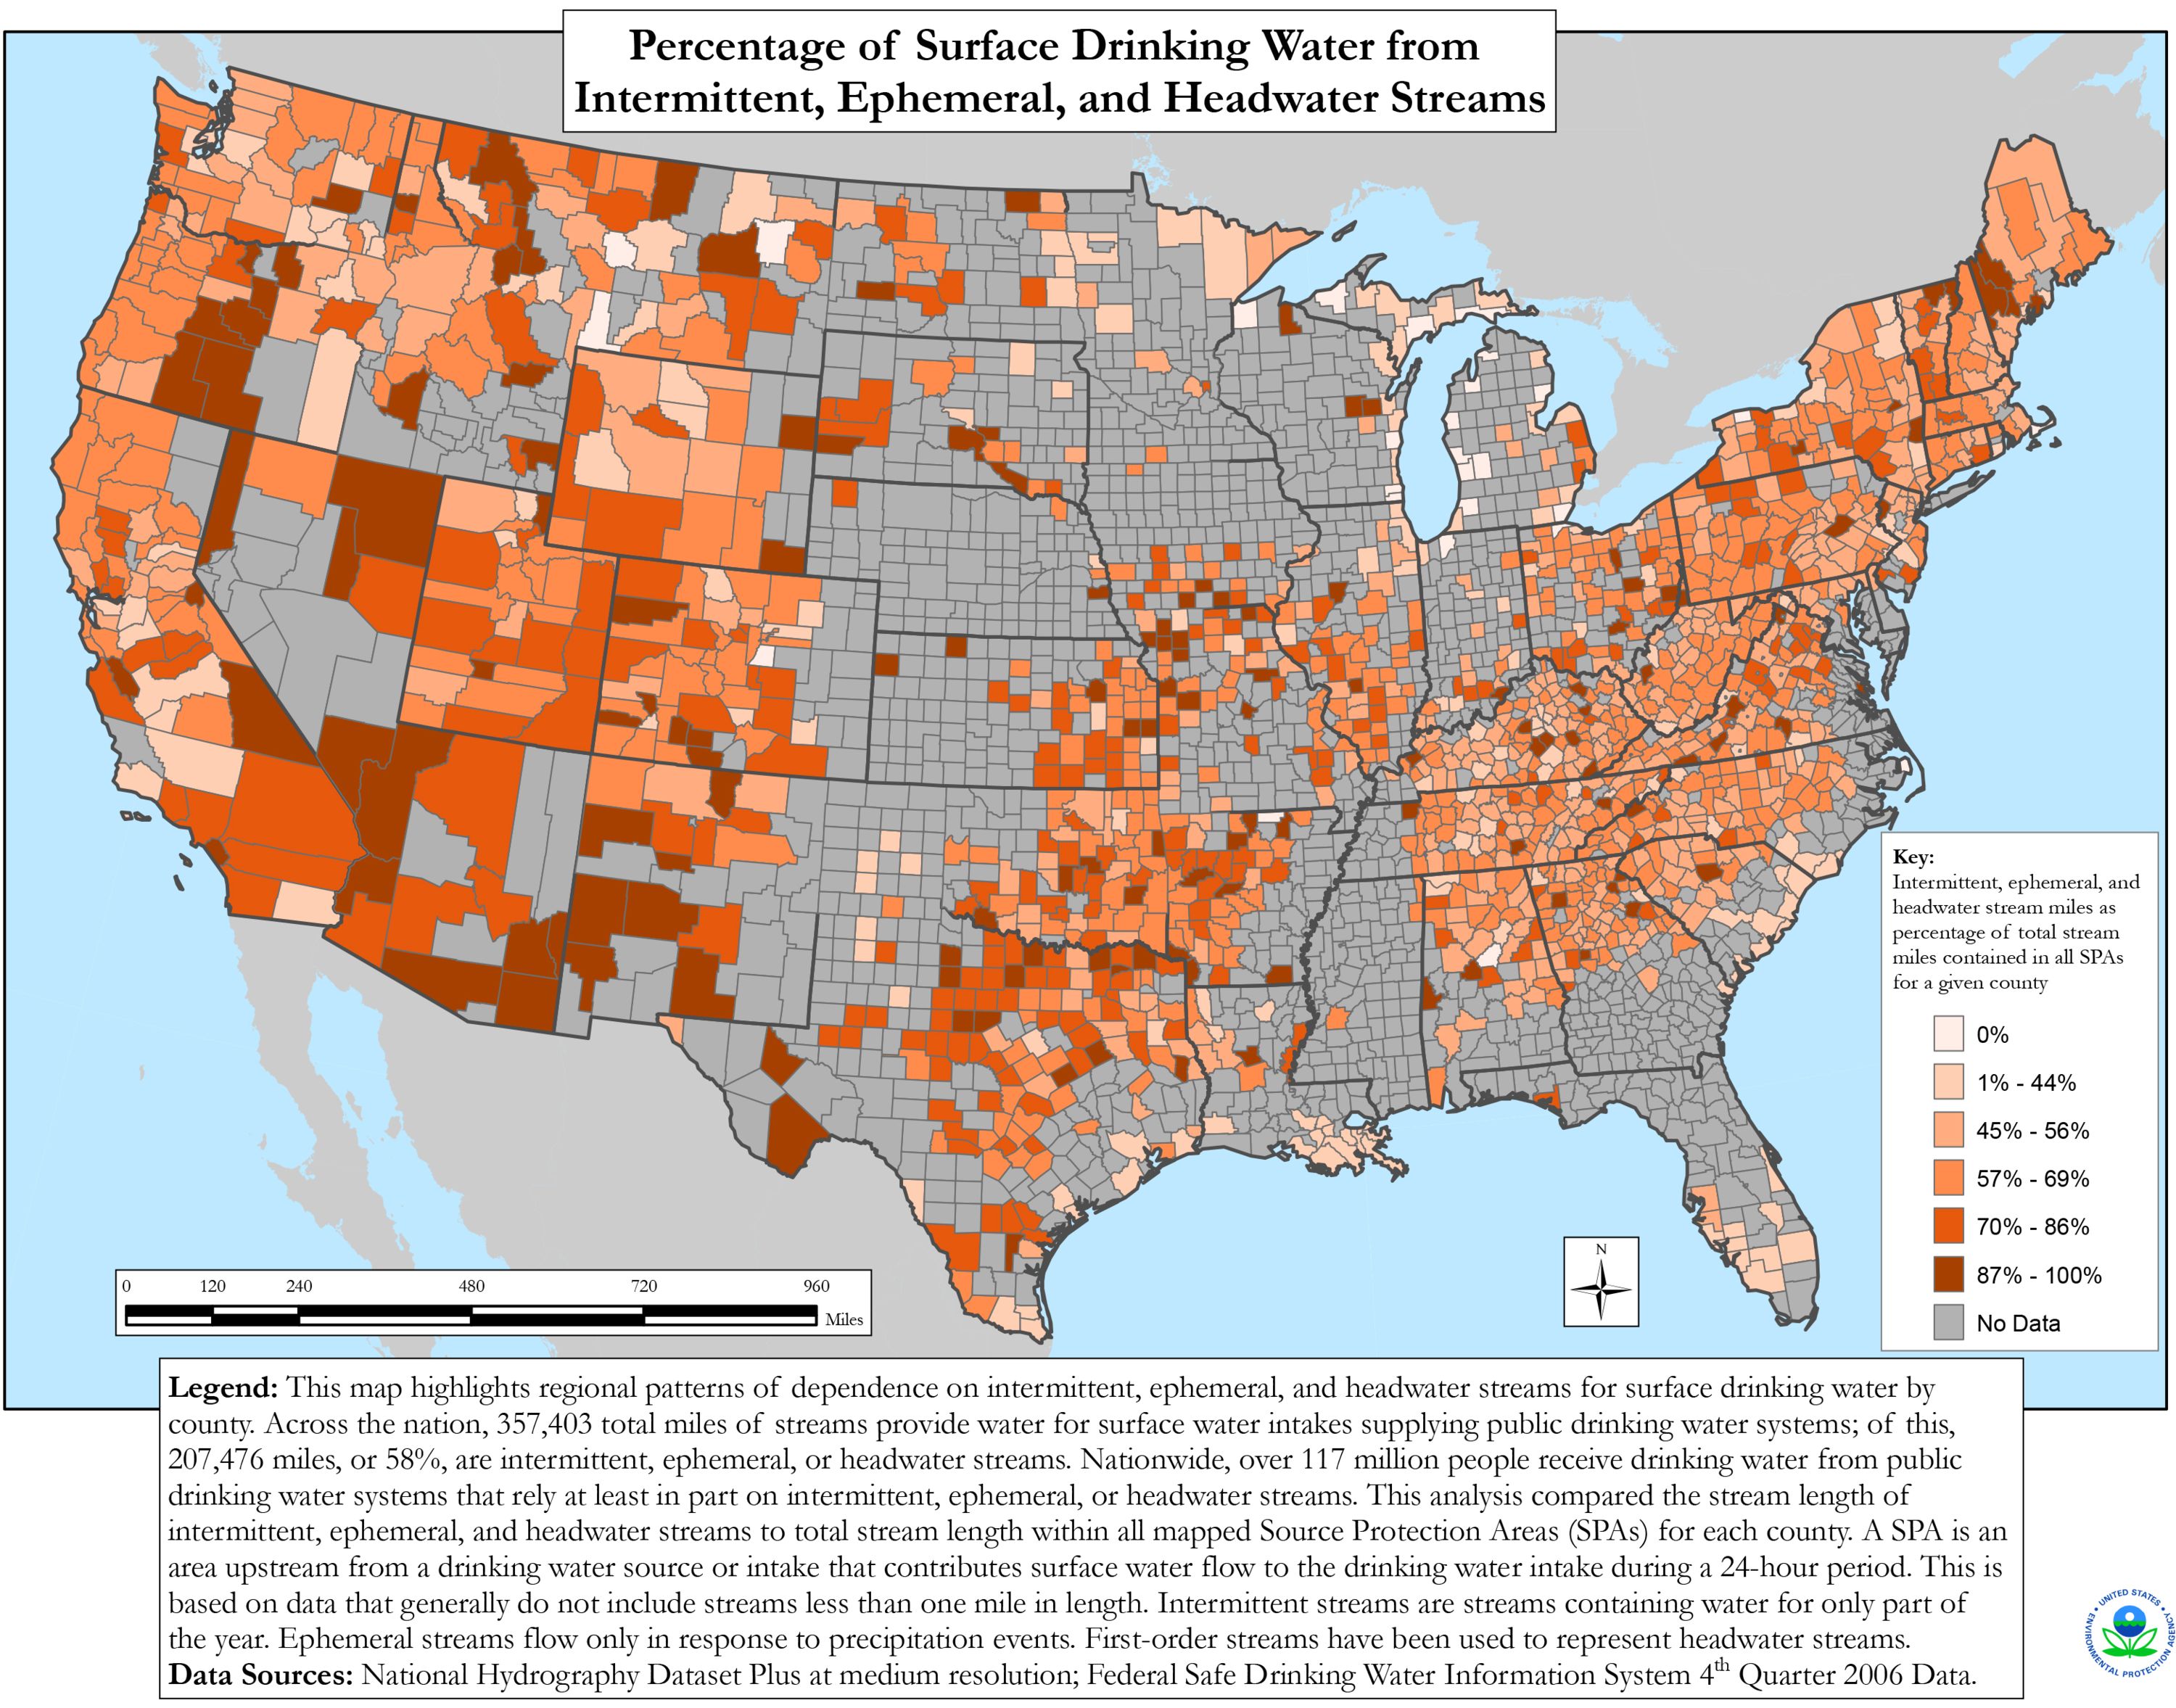 Percentage of Surface Drinking Water from
Intermittent, Ephemeral, and Headwater Streams
Key:
Intermittent, ephemeral, and
headwater stream miles as
percentage of total stream
miles contained in all SPAs
for a given county
0%
1% - 44%
45% - 56%
57% - 69%
70% - 86%
87% - 100%
No Data
N
0 120 240 480 720 960
Miles
Legend: This map highlights regional patterns of dependence on intermittent, ephemeral, and headwater streams for surface drinking water by
county. Across the nation, 357,403 total miles of streams provide water for surface water intakes supplying public drinking water systems; of this,
207,476 miles, or 58%, are intermittent, ephemeral, or headwater streams. Nationwide, over 117 million people receive drinking water from public
drinking water systems that rely at least in part on intermittent, ephemeral, or headwater streams. This analysis compared the stream length of
intermittent, ephemeral, and headwater streams to total stream length within all mapped Source Protection Areas (SPAs) for each county. A SPA is an
area upstream from a drinking water source or intake that contributes surface water flow to the drinking water intake during a 24-hour period. This is
based on data that generally do not include streams less than one mile in length. Intermittent streams are streams containing water for only part of
the year. Ephemeral streams flow only in response to precipitation events. First-order streams have been used to represent headwater streams.
Data Sources: National Hydrography Dataset Plus at medium resolution; Federal Safe Drinking Water Information System 4th Quarter 2006 Data.
UNITED STATES
ENVIRONMENTAL PROTECTION AGENCY